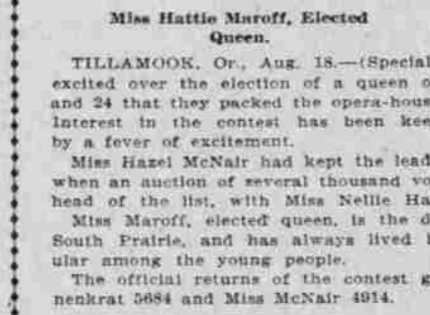 Miss Hattie Maroff, Elected
Queen.
TILLAMOOK, Or., Aug. 18.—(Special
excited over the election of a queen o
and 24 that they packed the opera-hous
Interest in the contest has been kee
by a fever of excitement.
Miss Hazel McNair had kept the lead
when an auction of several thousand vo
head of the list, with Miss Nellie Ha
Miss Maroff, elected queen, is the d
South Prairie, and has always lived
ular among the young people.
The official returns of the contest g
nenkrat 5684 and Miss McNair 4914.